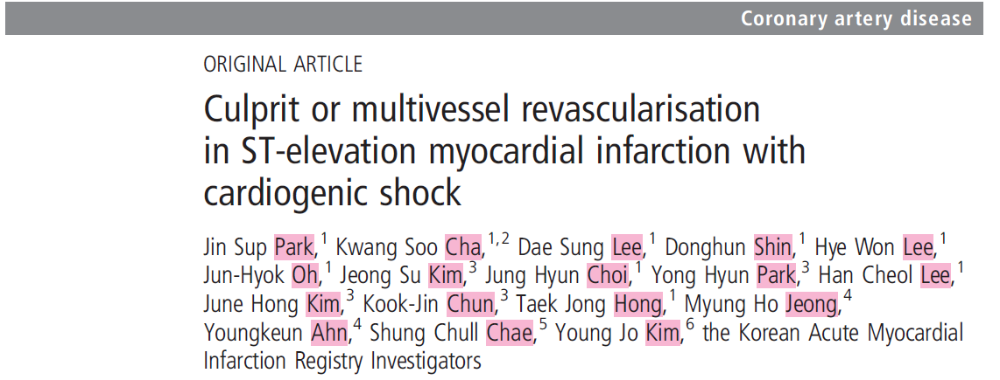 Coronary artery disease
ORIGINAL ARTICLE
Culprit or multivessel revascularisation
in ST-elevation myocardial infarction with
cardiogenic shock
Jin Sup Park,1 Kwang Soo Cha,1,2 Dae Sung Lee,1 Donghun Shin,1 Hye Won Lee,1
Jun-Hyok Oh,1 Jeong Su Kim,3 Jung Hyun Choi,1 Yong Hyun Park,3 Han Cheol Lee,1
June Hong Kim,3 Kook-Jin Chun,3 Taek Jong Hong,1 Myung Ho Jeong,4
Youngkeun Ahn,4 Shung Chull Chae,5 Young Jo Kim,6 the Korean Acute Myocardial
Infarction Registry Investigators